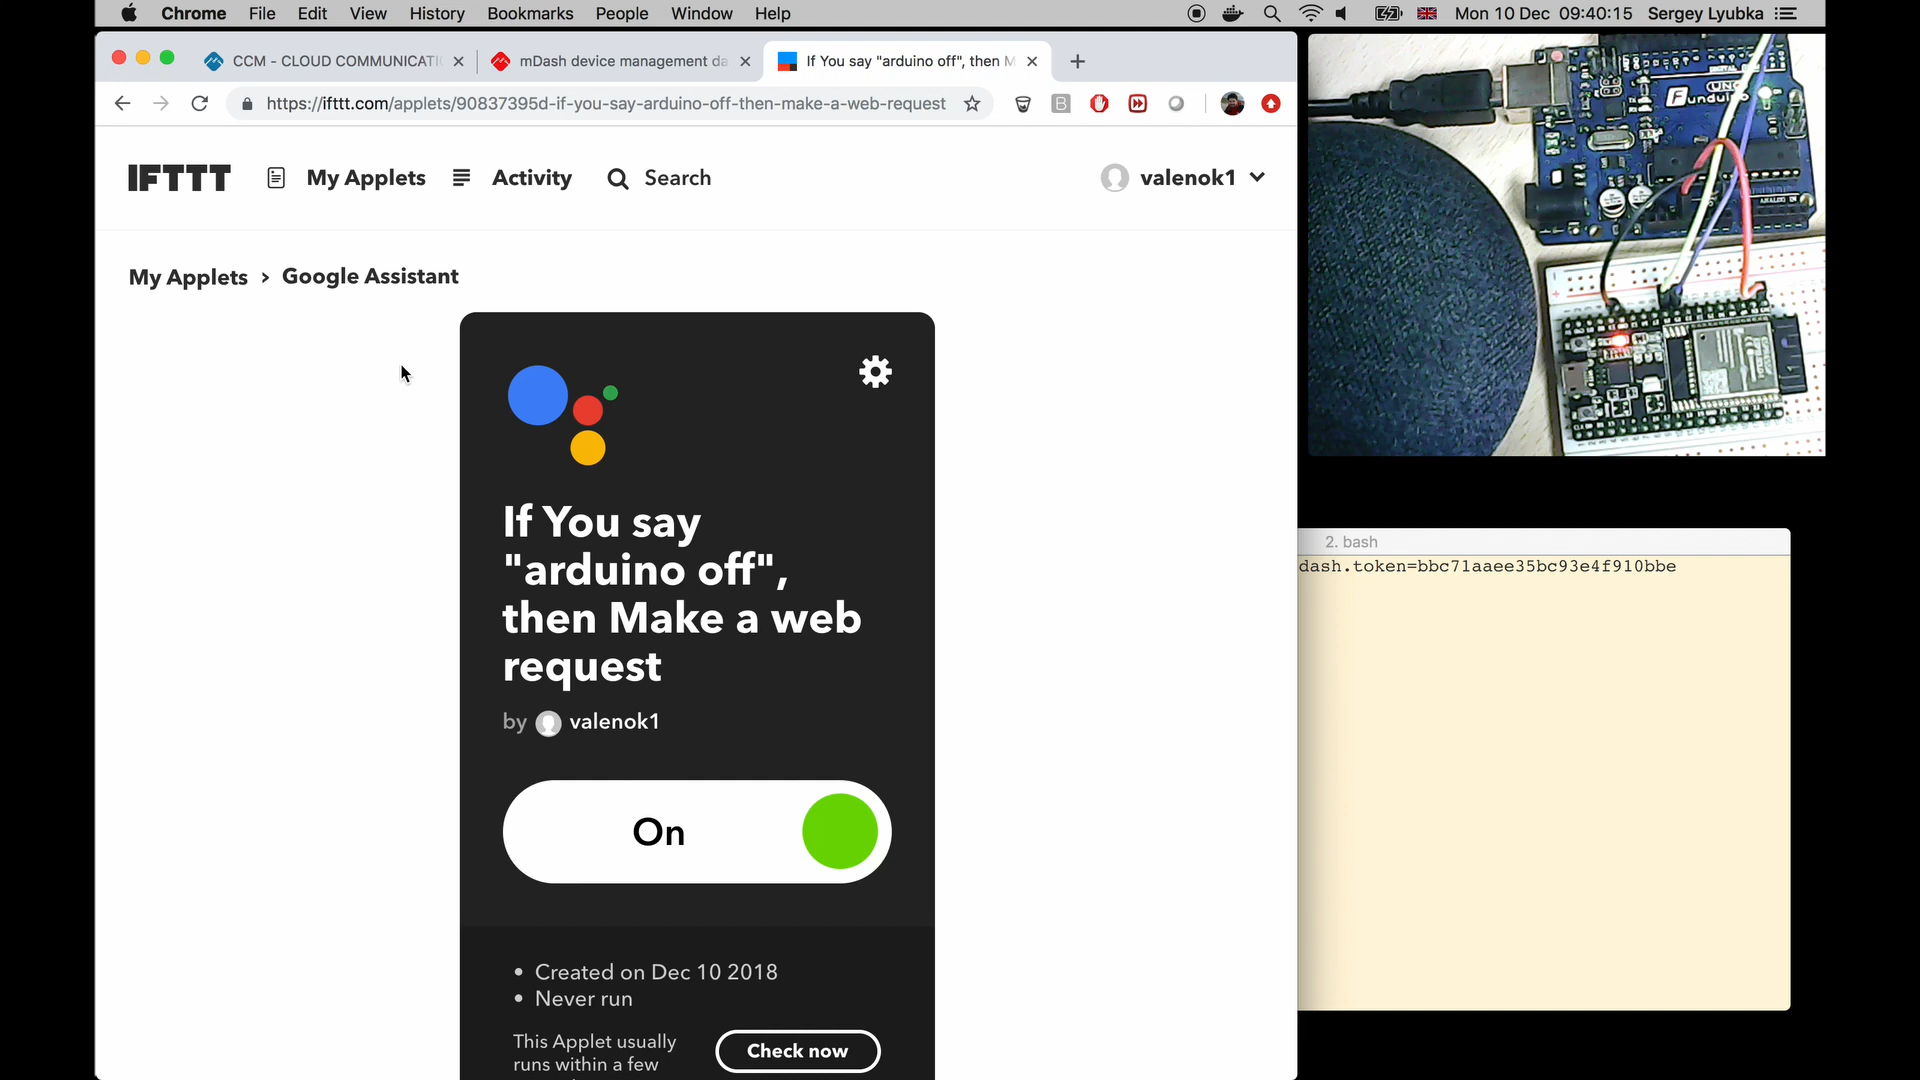 Chrome File Edit View History Bookmarks People Window Help
Mon 10 Dec 09:40:15 Sergey Lyubka
CCM - CLOUD COMMUNICATI
mDash device management da
If You say "arduino off", then M
https://ifttt.com/applets/90837395d-if-you-say-arduino-off-then-make-a-web-request
IFTTT
My Applets
Activity
Search
valenok1
My Applets > Google Assistant
If You say
"arduino off",
then Make a web
request
by valenok1
On
Created on Dec 10 2018
Never run
This Applet usually
runs within a few
Check now
UNO
Funduino
ANALOG IN
2. bash
dash.token=bbc71aaee35bc93e4f910bbe